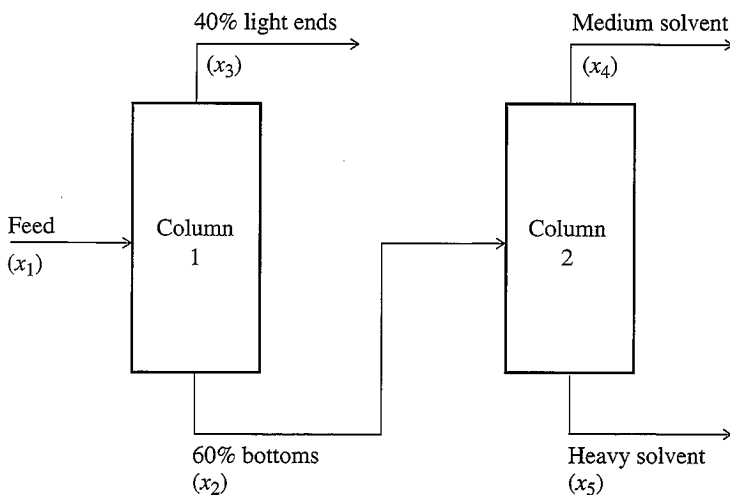 40% light ends
(x3)
Medium solvent
(x4)
Feed
(x1)
Column
1
Column
2
60% bottoms
(x2)
Heavy solvent
(x5)